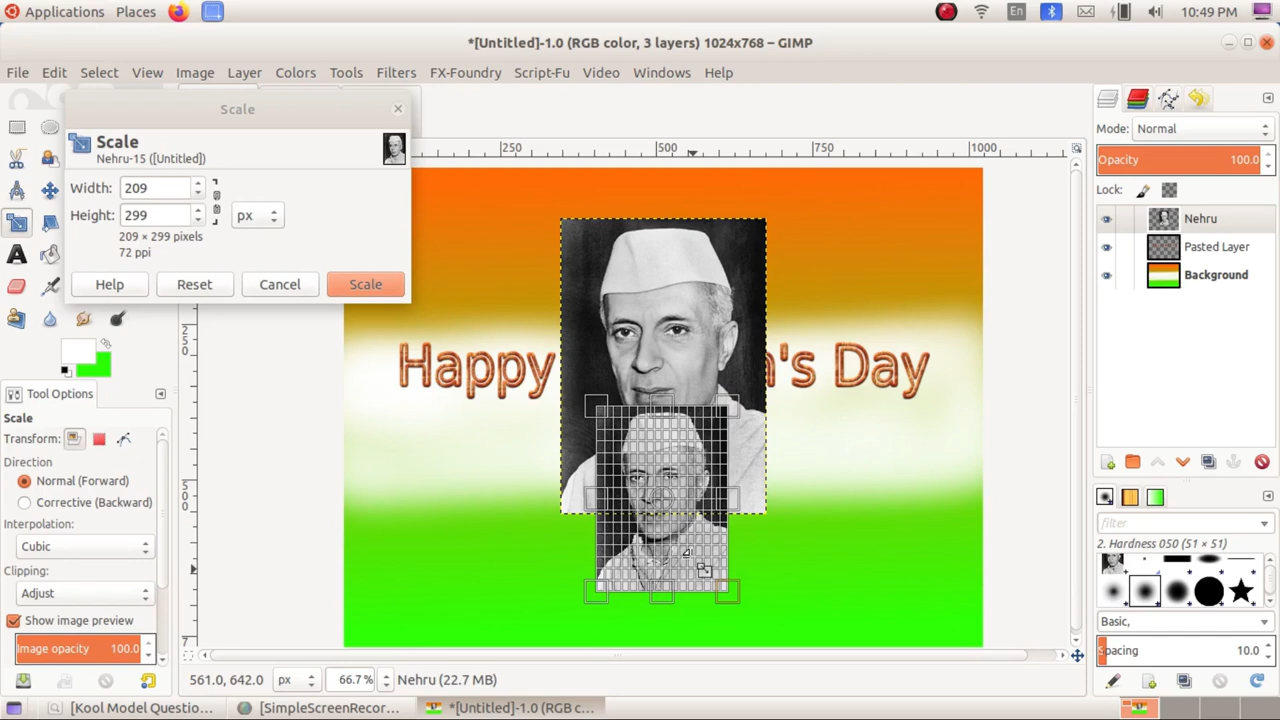 Applications Places En 10:49 PM
*[Untitled]-1.0 (RGB color, 3 layers) 1024x768 – GIMP
File Edit Select View Image Layer Colors Tools Filters FX-Foundry Script-Fu Video Windows Help
Scale
Scale
Nehru-15 ([Untitled])
Width: 209
Height: 299 px
209 × 299 pixels
72 ppi
Help Reset Cancel Scale
250 500 750 1000
250
500
7
Happy n's Day
Tool Options
Scale
Transform:
Direction
Normal (Forward)
Corrective (Backward)
Interpolation:
Cubic
Clipping:
Adjust
Show image preview
Image opacity 100.0
Mode: Normal
Opacity 100.0
Lock:
Nehru
Pasted Layer
Background
filter
2. Hardness 050 (51 × 51)
Basic,
Spacing 10.0
561.0, 642.0 px 66.7% Nehru (22.7 MB)
[Kool Model Questio... [SimpleScreenRecor... *[Untitled]-1.0 (RGB c...